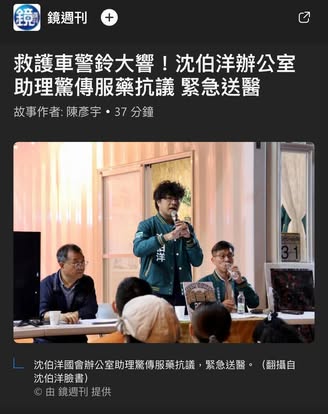 鏡
鏡週刊
救護車警鈴大響!沈伯洋辦公室
助理驚傳服藥抗議 緊急送醫
故事作者: 陳彥宇 • 37 分鐘
伯洋
31
沈伯洋國會辦公室助理驚傳服藥抗議,緊急送醫。(翻攝自
沈伯洋臉書)
© 由 鏡週刊 提供